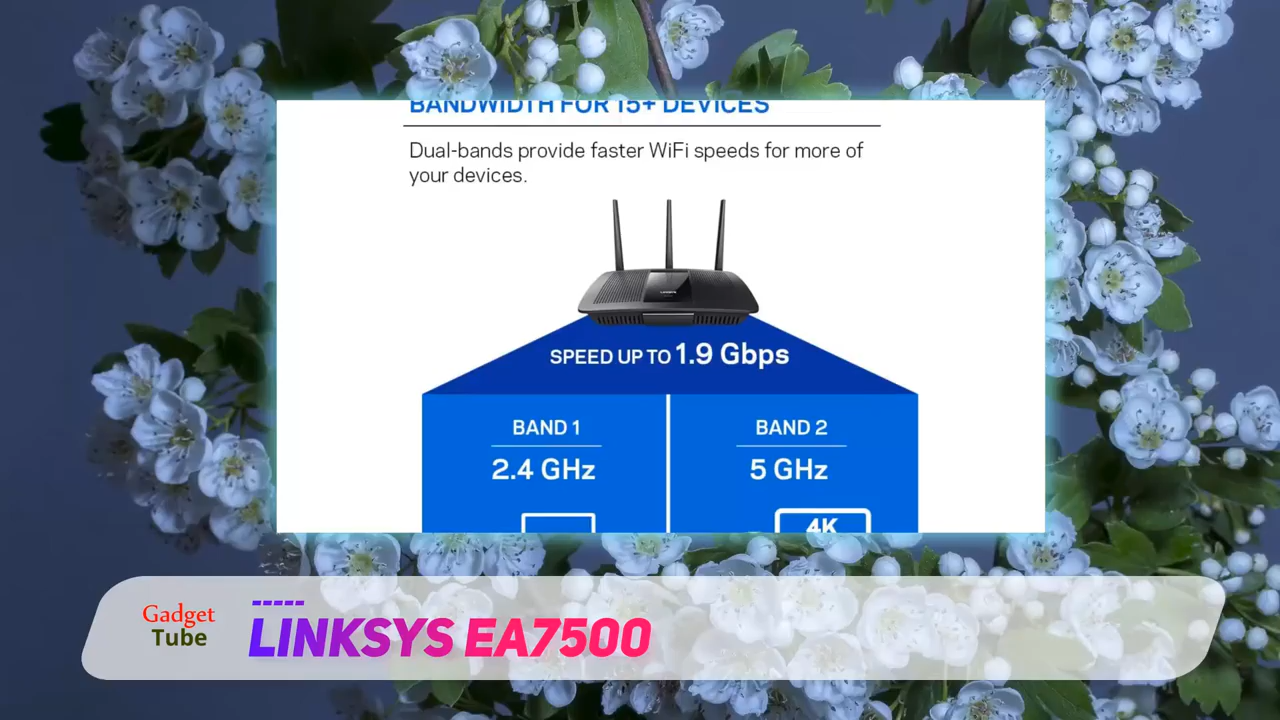 BANDWIDTH FOR 15+ DEVICES
Dual-bands provide faster WiFi speeds for more of
your devices.
SPEED UP TO 1.9 Gbps
BAND 1
BAND 2
2.4 GHz
5 GHz
4K
Gadget
Tube
LINKSYS EA7500